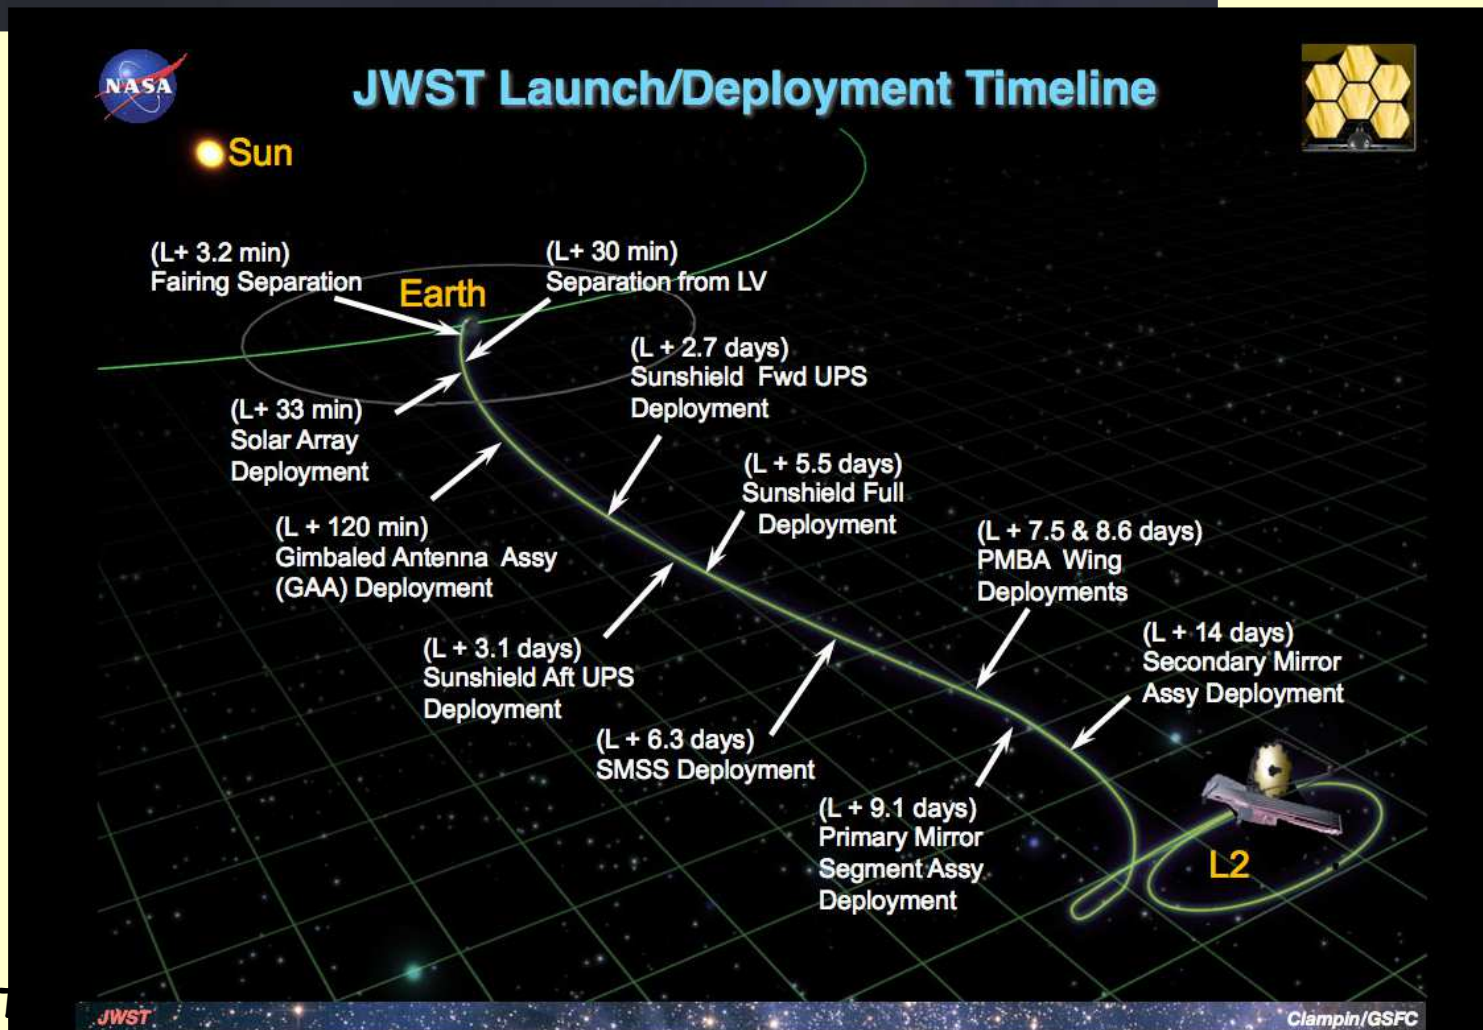 NASA
JWST Launch/Deployment Timeline
Sun
(L+ 3.2 min)
Fairing Separation
(L+ 30 min)
Separation from LV
Earth
(L + 2.7 days)
Sunshield Fwd UPS
Deployment
(L+ 33 min)
Solar Array
Deployment
(L + 5.5 days)
Sunshield Full
Deployment
(L + 120 min)
Gimbaled Antenna Assy
(GAA) Deployment
(L + 7.5 & 8.6 days)
PMBA Wing
Deployments
(L + 3.1 days)
Sunshield Aft UPS
Deployment
(L + 14 days)
Secondary Mirror
Assy Deployment
(L + 6.3 days)
SMSS Deployment
(L + 9.1 days)
Primary Mirror
Segment Assy
Deployment
L2
JWST
Clampin/GSFC